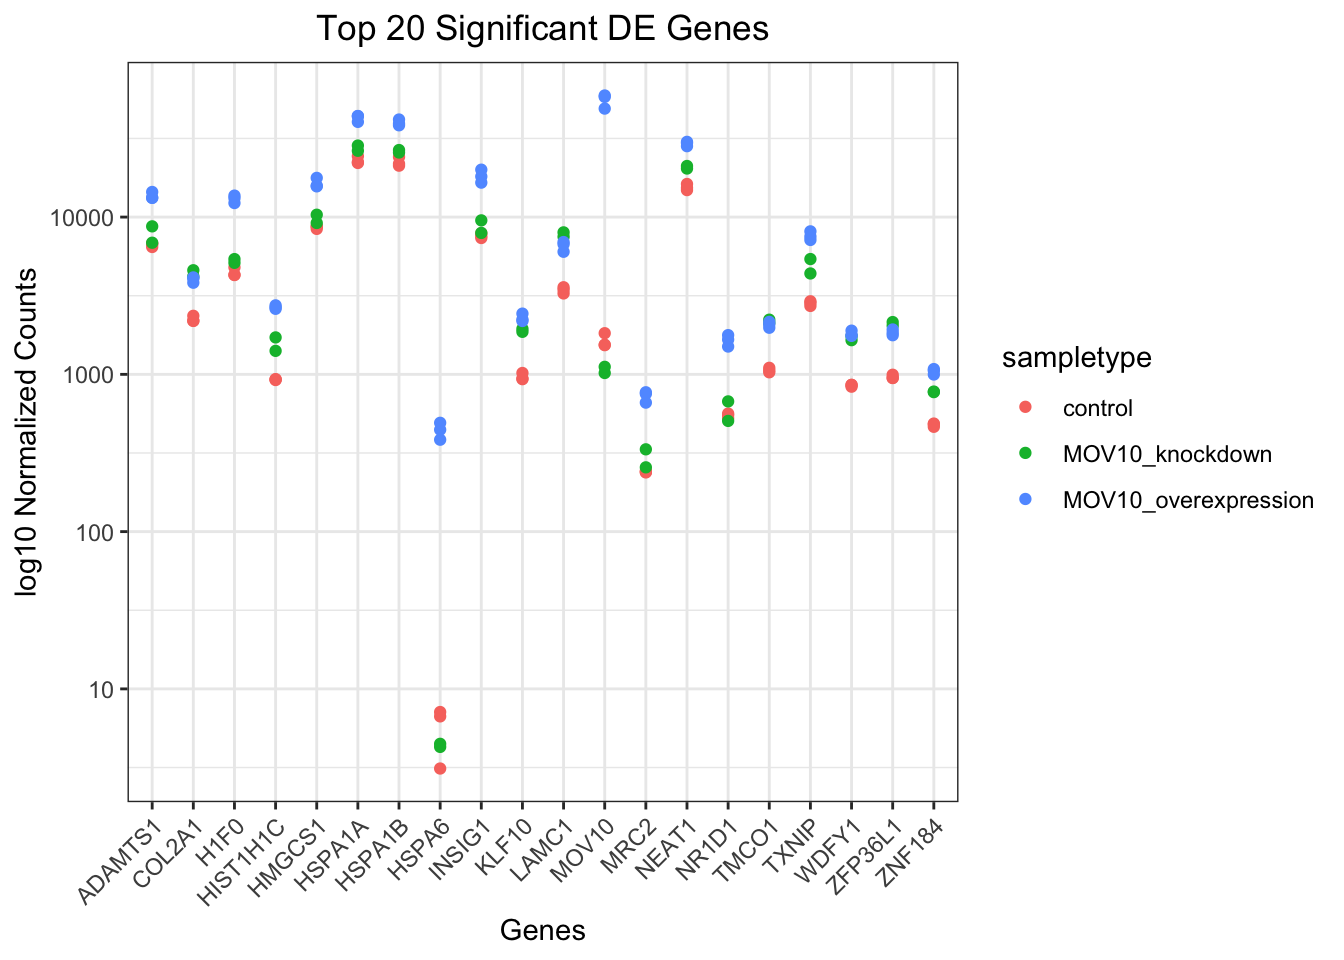 Top 20 Significant DE Genes
log10 Normalized Counts
10000
1000
100
10
ADAMTS1
COL2A1
H1F0
HIST1H1C
HMGCS1
HSPA1A
HSPA1B
HSPA6
INSIG1
KLF10
LAMC1
MOV10
MRC2
NEAT1
NR1D1
TMCO1
TXNIP
WDFY1
ZFP36L1
ZNF184
Genes
sampletype
control
MOV10_knockdown
MOV10_overexpression